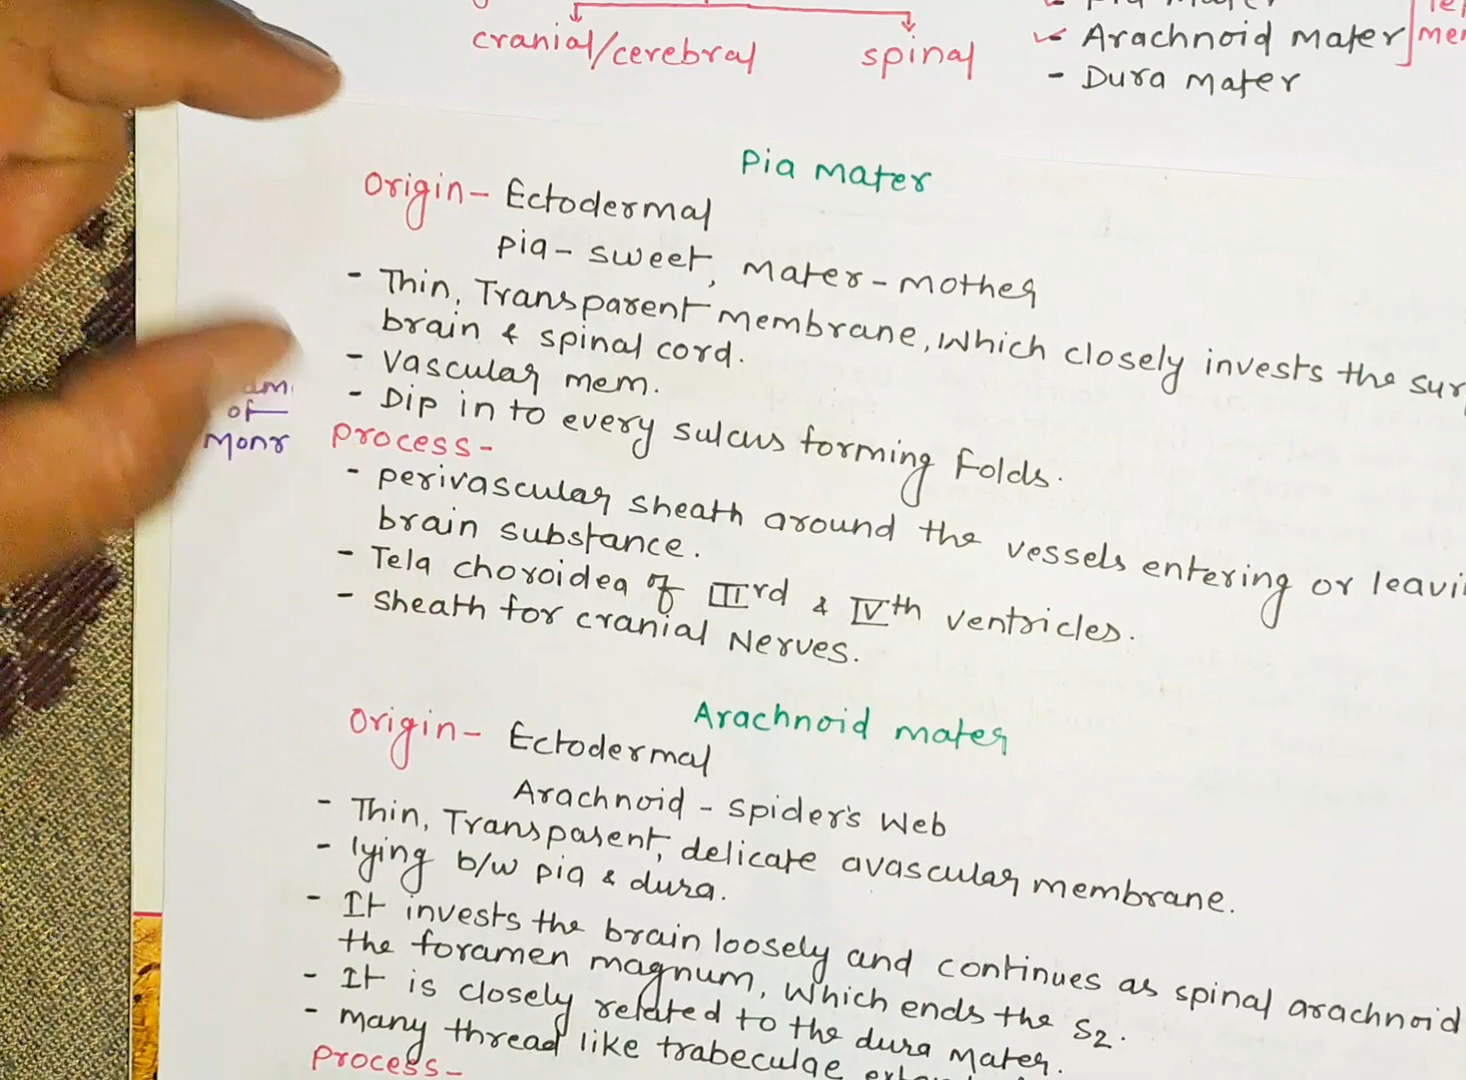 cranial/cerebral
spinal
- Arachnoid mater
- Dura mater
Pia mater
Origin- Ectodermal
pia- sweet, mater-mother
- Thin, Transparent membrane, which closely invests the sur
brain & spinal cord.
- vascular mem.
- Dip in to every sulcus forming Folds.
of
Monr
process-
- perivascular sheath around the vessels entering or leavi
brain substance.
- Tela choroidea of IIIrd & IVth ventricles.
- sheath for cranial Nerves.
Arachnoid mater
Origin- Ectodermal
Arachnoid - spider's Web
- Thin, Transparent, delicate avascular membrane.
- lying b/w pia & dura.
- It invests the brain loosely and continues as spinal arachnoid
the foramen magnum, which ends the S2.
- It is closely related to the dura mater.
- many thread like trabeculae
process-